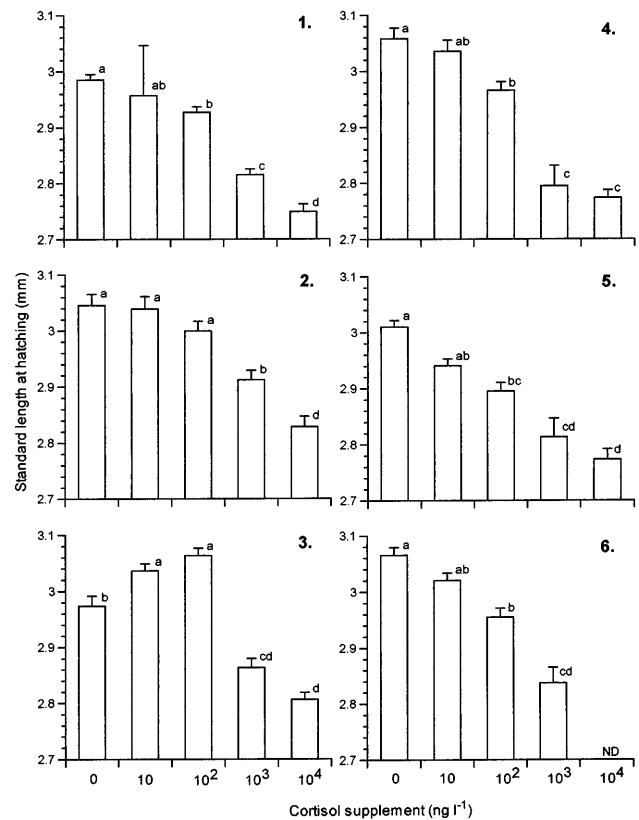 1.
3.1
3
2.9
2.8
2.7
a
ab
b
c
d
4.
3.1
3
2.9
2.8
2.7
a
ab
b
c
c
2.
3.1
3
2.9
2.8
2.7
a
a
a
b
d
5.
3.1
3
2.9
2.8
2.7
a
ab
bc
cd
d
Standard length at hatching (mm)
3.
3.1
3
2.9
2.8
2.7
b
a
a
cd
d
0 10 10² 10³ 10⁴
6.
3.1
3
2.9
2.8
2.7
a
ab
b
cd
ND
0 10 10² 10³ 10⁴
Cortisol supplement (ng l⁻¹)